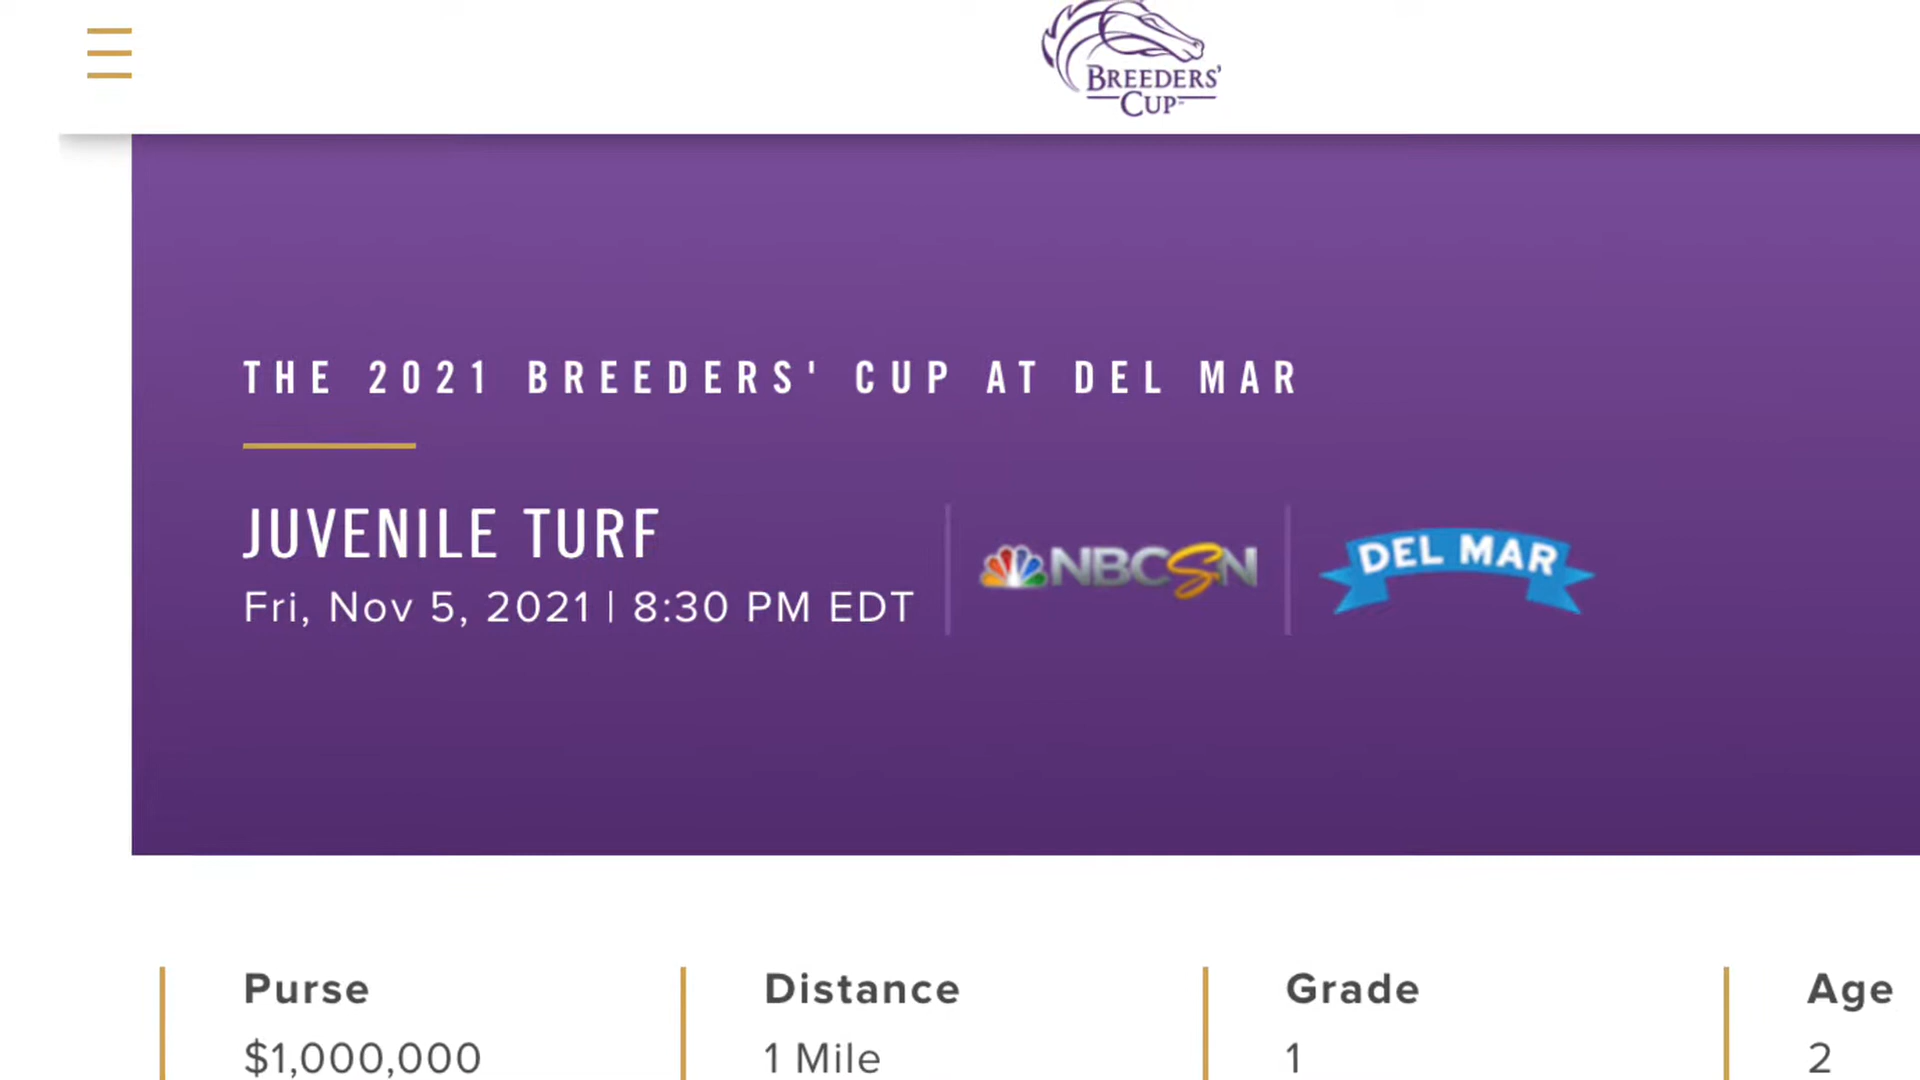 BREEDERS'
CUP
THE 2021 BREEDERS' CUP AT DEL MAR
JUVENILE TURF
Fri, Nov 5, 2021 | 8:30 PM EDT
NBCSN
DEL MAR
Purse
$1,000,000
Distance
1 Mile
Grade
1
Age
2